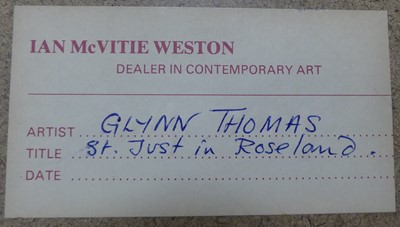 IAN McVITIE WESTON
DEALER IN CONTEMPORARY ART
ARTIST GLYNN THOMAS
TITLE St. Just in Roseland.
DATE